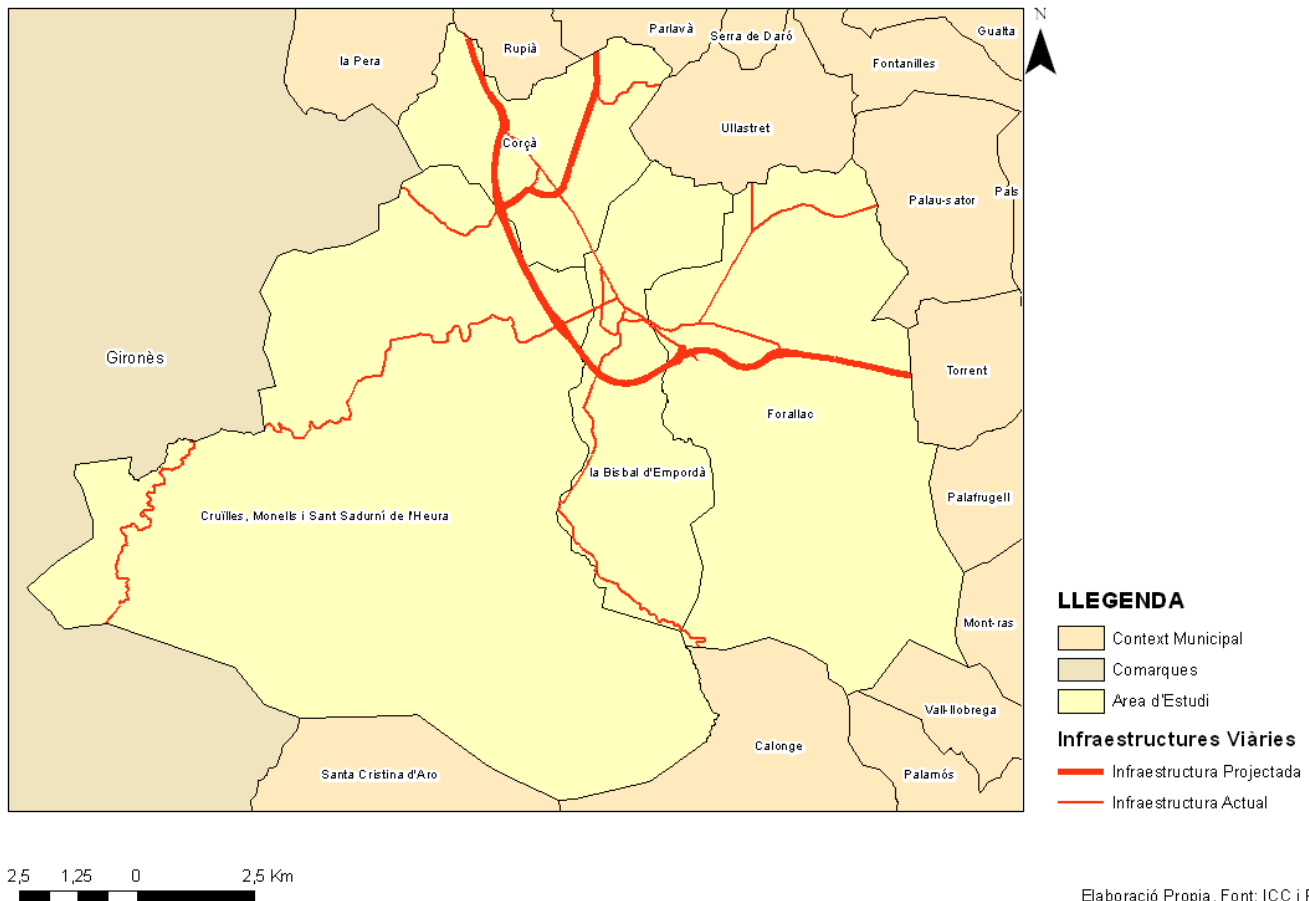 N
Parlavà
Serra de Daró
Gualta
Rupià
la Pera
Fontanilles
Ullastret
Corçà
Palau-sator
Pals
Gironès
Torrent
Forallac
la Bisbal d'Empordà
Palafrugell
Cruïlles, Monells i Sant Sadurní de l'Heura
LLEGENDA
Mont-ras
Context Municipal
Comarques
Area d'Estudi
Vall-llobrega
Infraestructures Viàries
Calonge
Santa Cristina d'Aro
Palamós
Infraestructura Projectada
Infraestructura Actual
2,5 1,25 0 2,5 Km
Elaboració Propia. Font: ICC i